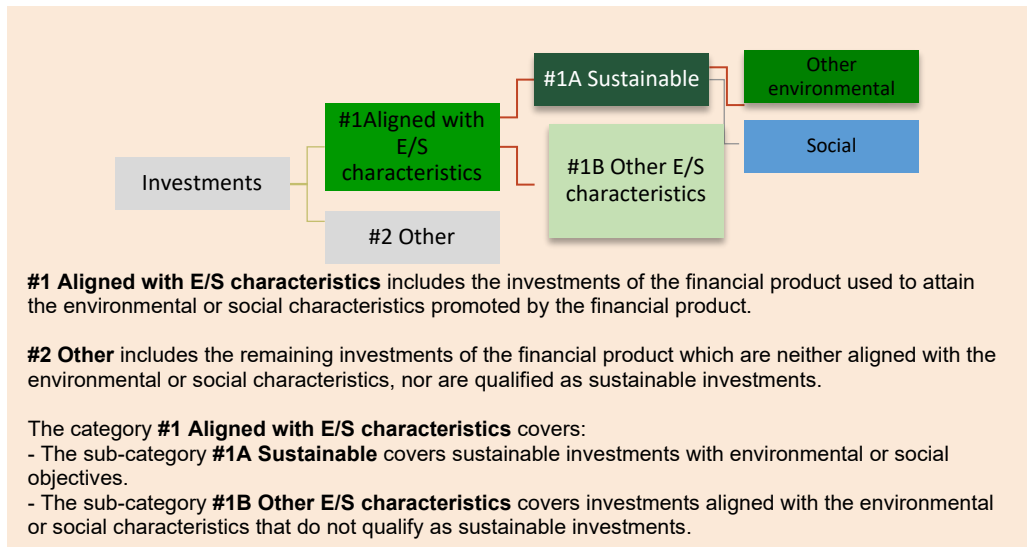 #1A Sustainable
Other
environmental
#1Aligned with
E/S
characteristics
Social
#1B Other E/S
characteristics
Investments
#2 Other
#1 Aligned with E/S characteristics includes the investments of the financial product used to attain
the environmental or social characteristics promoted by the financial product.
#2 Other includes the remaining investments of the financial product which are neither aligned with the
environmental or social characteristics, nor are qualified as sustainable investments.
The category #1 Aligned with E/S characteristics covers:
- The sub-category #1A Sustainable covers sustainable investments with environmental or social
objectives.
- The sub-category #1B Other E/S characteristics covers investments aligned with the environmental
or social characteristics that do not qualify as sustainable investments.